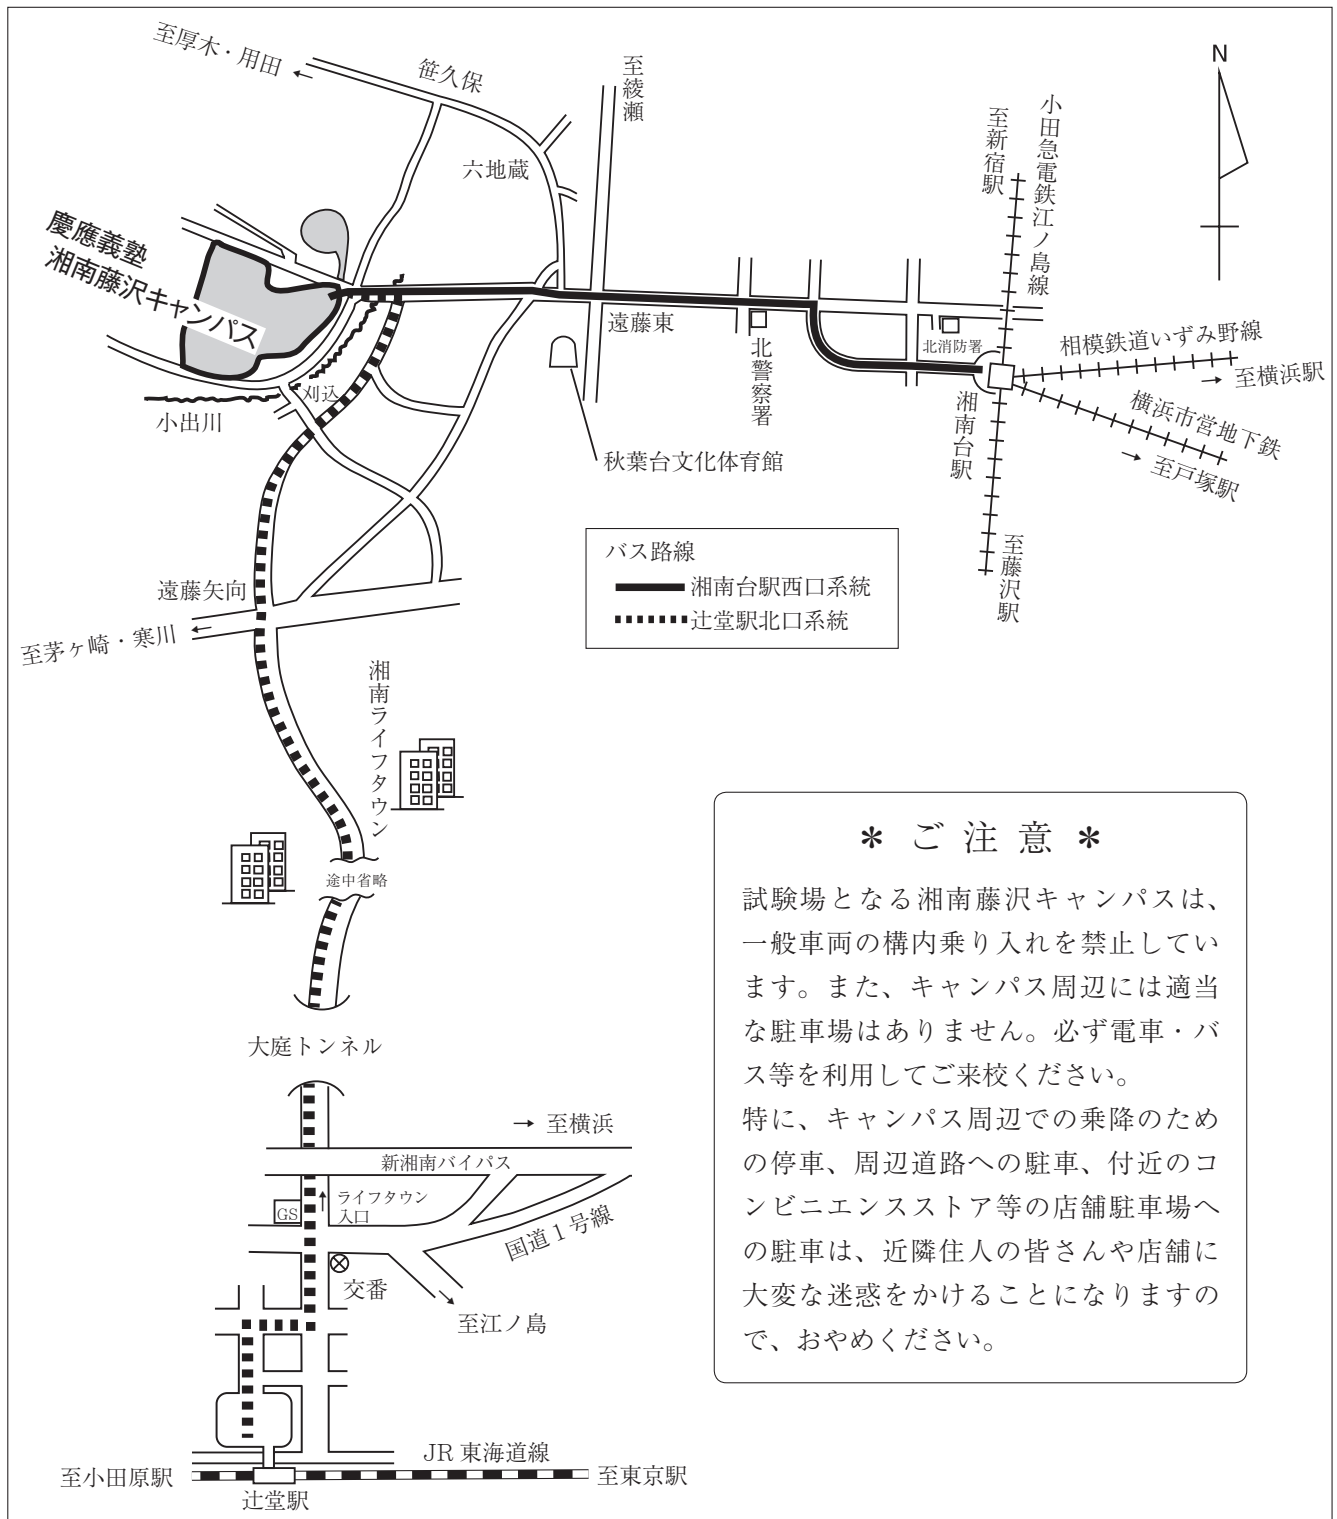 至厚木・用田
笹久保
至綾瀬
N
小田急電鉄江ノ島線
至新宿駅
六地蔵
慶應義塾
湘南藤沢キャンパス
遠藤東
北警察署
北消防署
相模鉄道いずみ野線
至横浜駅
横浜市営地下鉄
至戸塚駅
湘南台駅
刈込
小出川
秋葉台文化体育館
至藤沢駅
バス路線
湘南台駅西口系統
辻堂駅北口系統
遠藤矢向
至茅ヶ崎・寒川
湘南ライフタウン
途中省略
大庭トンネル
至横浜
新湘南バイパス
GS
ライフタウン
入口
国道1号線
交番
至江ノ島
JR 東海道線
至小田原駅
至東京駅
辻堂駅
＊ ご 注 意 ＊
試験場となる湘南藤沢キャンパスは、
一般車両の構内乗り入れを禁止してい
ます。また、キャンパス周辺には適当
な駐車場はありません。必ず電車・バ
ス等を利用してご来校ください。
特に、キャンパス周辺での乗降のため
の停車、周辺道路への駐車、付近のコ
ンビニエンスストア等の店舗駐車場へ
の駐車は、近隣住人の皆さんや店舗に
大変な迷惑をかけることになりますの
で、おやめください。